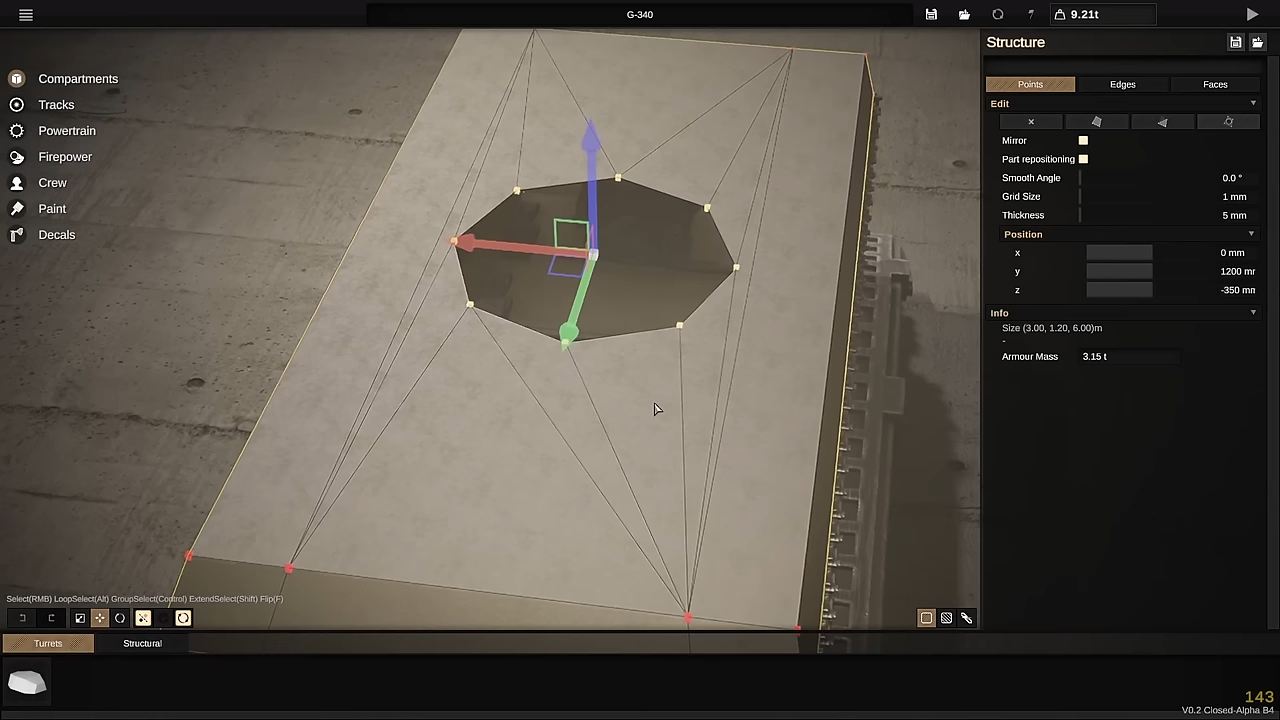 G-340
9.21t
Compartments
Tracks
Powertrain
Firepower
Crew
Paint
Decals
Structure
Points Edges Faces
Edit
Mirror
Part repositioning
Smooth Angle 0.0 °
Grid Size 1 mm
Thickness 5 mm
Position
x 0 mm
y 1200 mr
z -350 mm
Info
Size (3.00, 1.20, 6.00)m
-
Armour Mass 3.15 t
Select(RMB) LoopSelect(Alt) GroupSelect(Control) ExtendSelect(Shift) Flip(F)
Turrets Structural
143
V0.2 Closed-Alpha B4